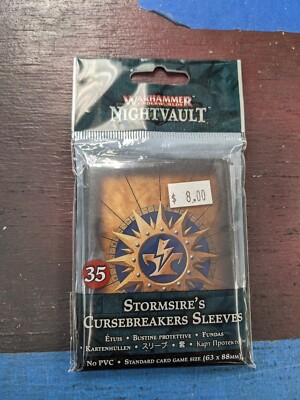 WARHAMMER
UNDERWORLDS
NIGHTVAULT
$ 8.00
35
STORMSIRE'S
CURSEBREAKERS SLEEVES
ÉTUIS • BUSTINE PROTETTIVE • FUNDAS
KARTENHÜLLEN • スリーブ • 套 • КАРТ ПРОТЕКТО
NO PVC • STANDARD CARD GAME SIZE (63 X 88MM)